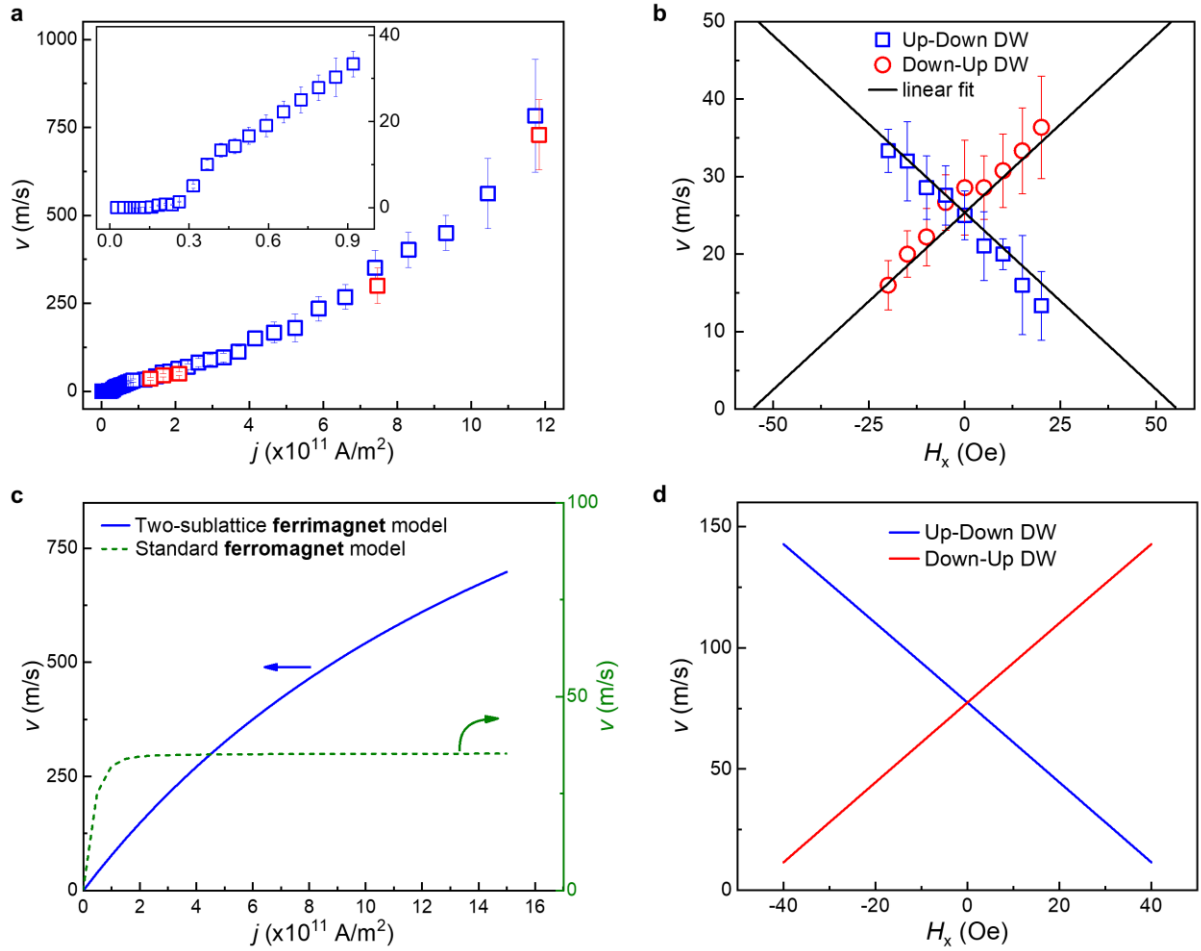 a
1000
750
500
250
0
v (m/s)
40
20
0
0.0 0.3 0.6 0.9
0 2 4 6 8 10 12
j (x10¹¹ A/m²)
b
50
40
30
20
10
0
v (m/s)
Up-Down DW
Down-Up DW
linear fit
-50 -25 0 25 50
Hx (Oe)
c
750
500
250
0
v (m/s)
Two-sublattice ferrimagnet model
Standard ferromagnet model
100
50
0
v (m/s)
0 2 4 6 8 10 12 14 16
j (x10¹¹ A/m²)
d
150
100
50
0
v (m/s)
Up-Down DW
Down-Up DW
-40 -20 0 20 40
Hx (Oe)